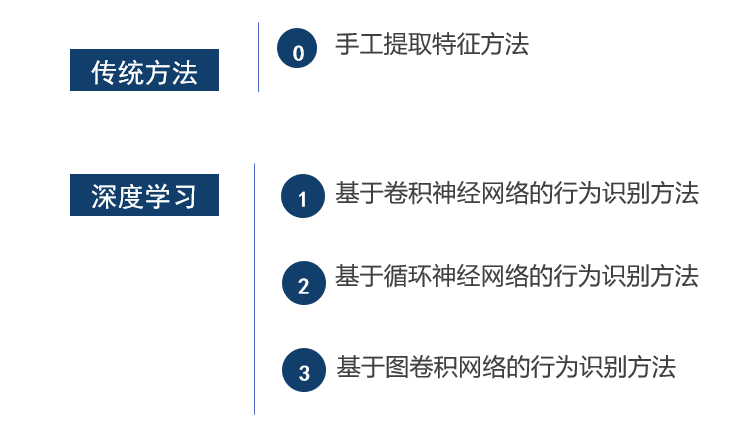 传统方法
0 手工提取特征方法
深度学习
1 基于卷积神经网络的行为识别方法
2 基于循环神经网络的行为识别方法
3 基于图卷积网络的行为识别方法